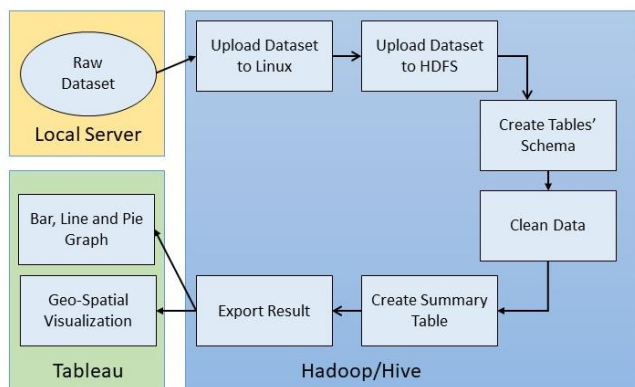 Raw
Dataset
Local Server
Upload Dataset
to Linux
Upload Dataset
to HDFS
Create Tables'
Schema
Clean Data
Create Summary
Table
Export Result
Hadoop/Hive
Bar, Line and Pie
Graph
Geo-Spatial
Visualization
Tableau